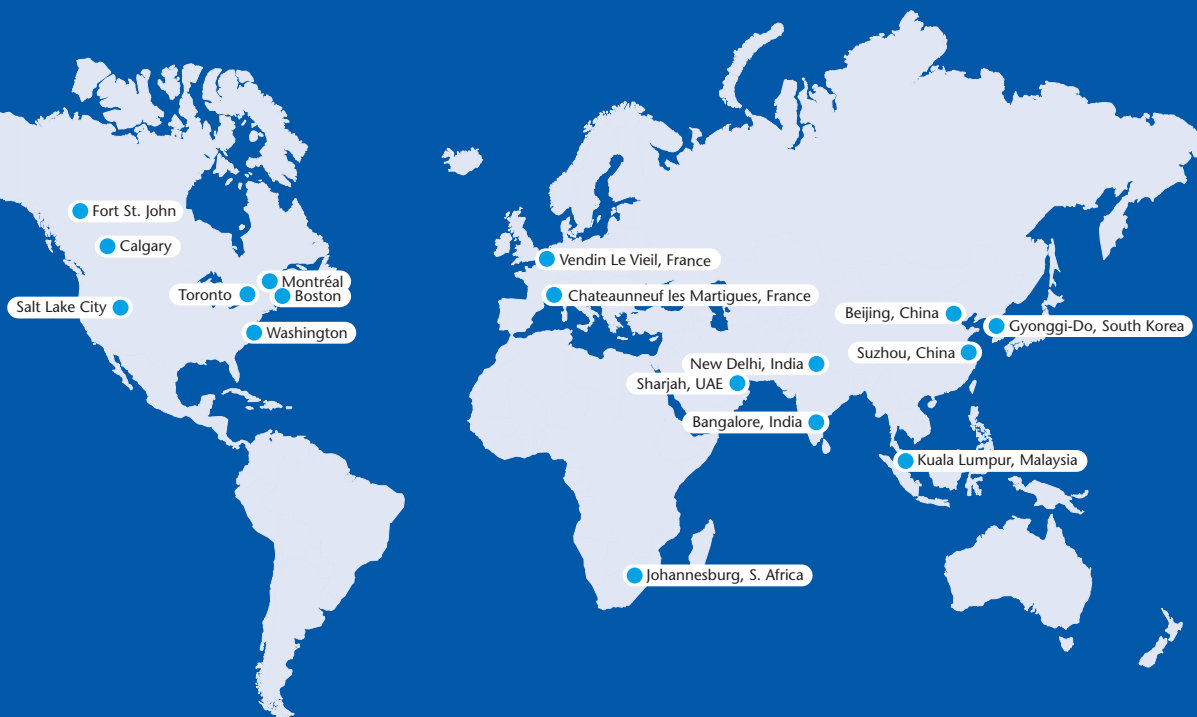 Fort St. John
Calgary
Montréal
Toronto
Boston
Salt Lake City
Washington
Vendin Le Vieil, France
Chateaunneuf les Martigues, France
Beijing, China
Gyonggi-Do, South Korea
Suzhou, China
New Delhi, India
Sharjah, UAE
Bangalore, India
Kuala Lumpur, Malaysia
Johannesburg, S. Africa